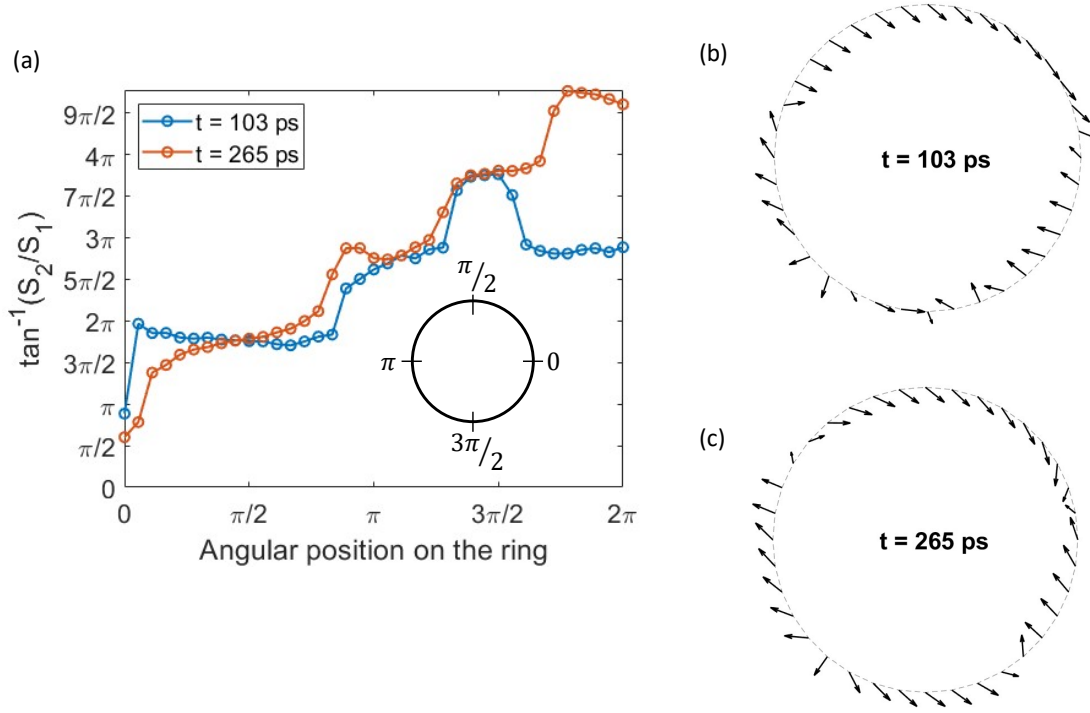 (a)
9π/2
4π
7π/2
3π
5π/2
2π
3π/2
π
π/2
0
tan⁻¹(S₂/S₁)
t = 103 ps
t = 265 ps
π/2
π
0
3π/2
0
π/2
π
3π/2
2π
Angular position on the ring
(b)
t = 103 ps
(c)
t = 265 ps